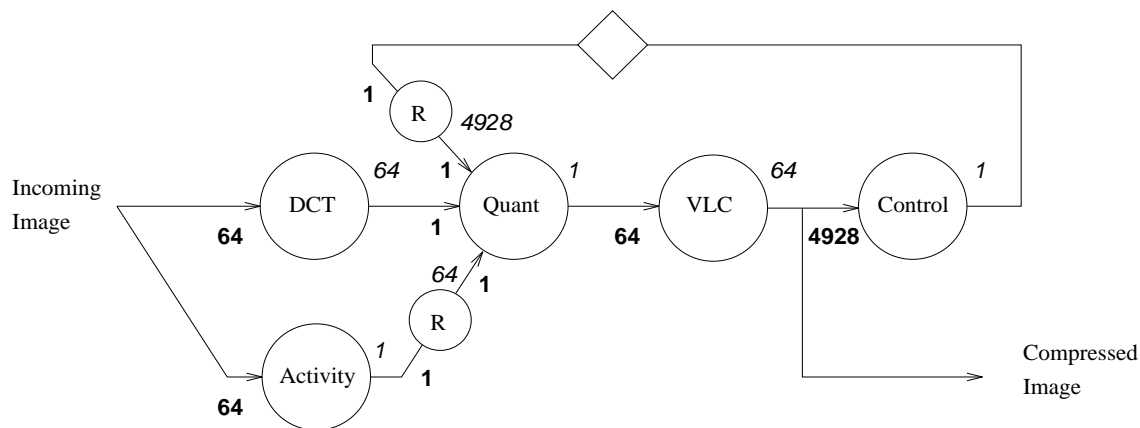 1
R
4928
1
64
1
64
1
Incoming
Image
DCT
Quant
VLC
Control
64
1
64
4928
64
1
R
1
Activity
1
64
Compressed
Image